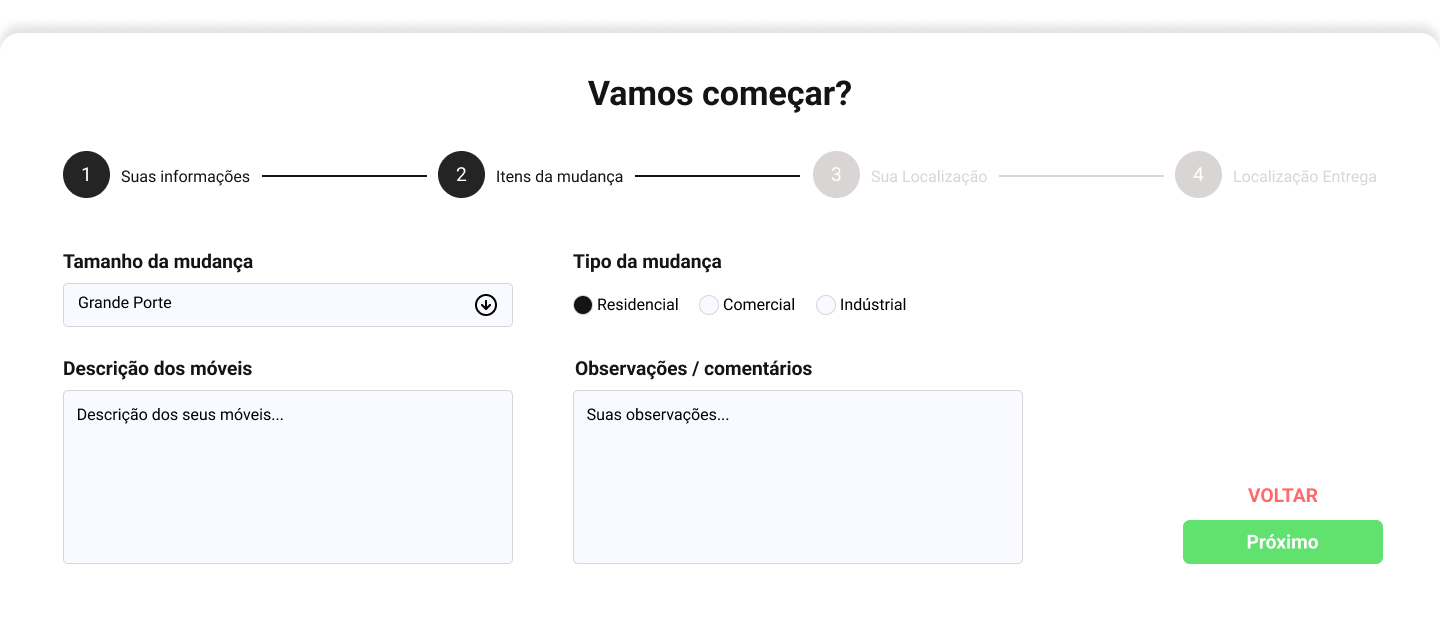 Vamos começar?
1 Suas informações 2 Itens da mudança 3 Sua Localização 4 Localização Entrega
Tamanho da mudança
Grande Porte
Tipo da mudança
Residencial Comercial Indústrial
Descrição dos móveis
Descrição dos seus móveis...
Observações / comentários
Suas observações...
VOLTAR
Próximo